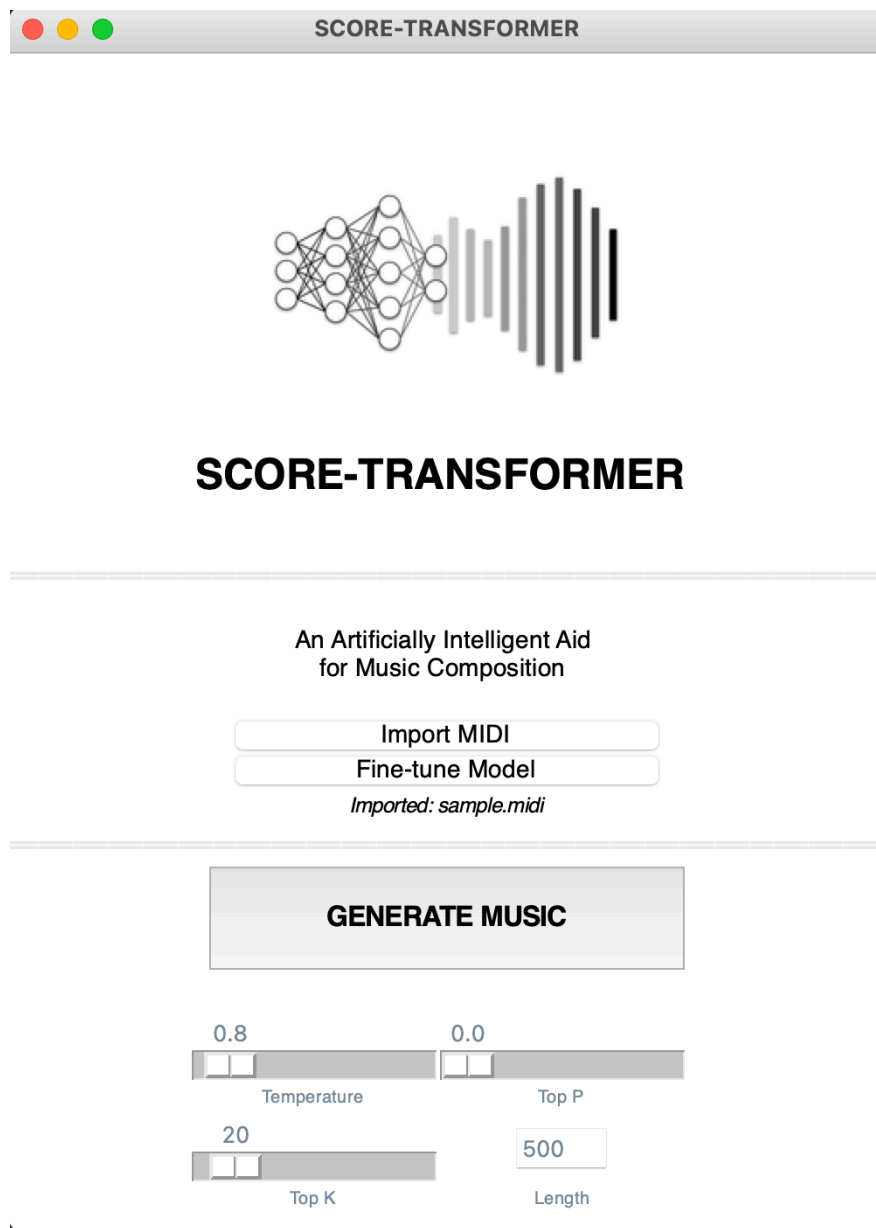 SCORE-TRANSFORMER
SCORE-TRANSFORMER
An Artificially Intelligent Aid
for Music Composition
Import MIDI
Fine-tune Model
Imported: sample.midi
GENERATE MUSIC
0.8
0.0
Temperature
Top P
20
500
Top K
Length